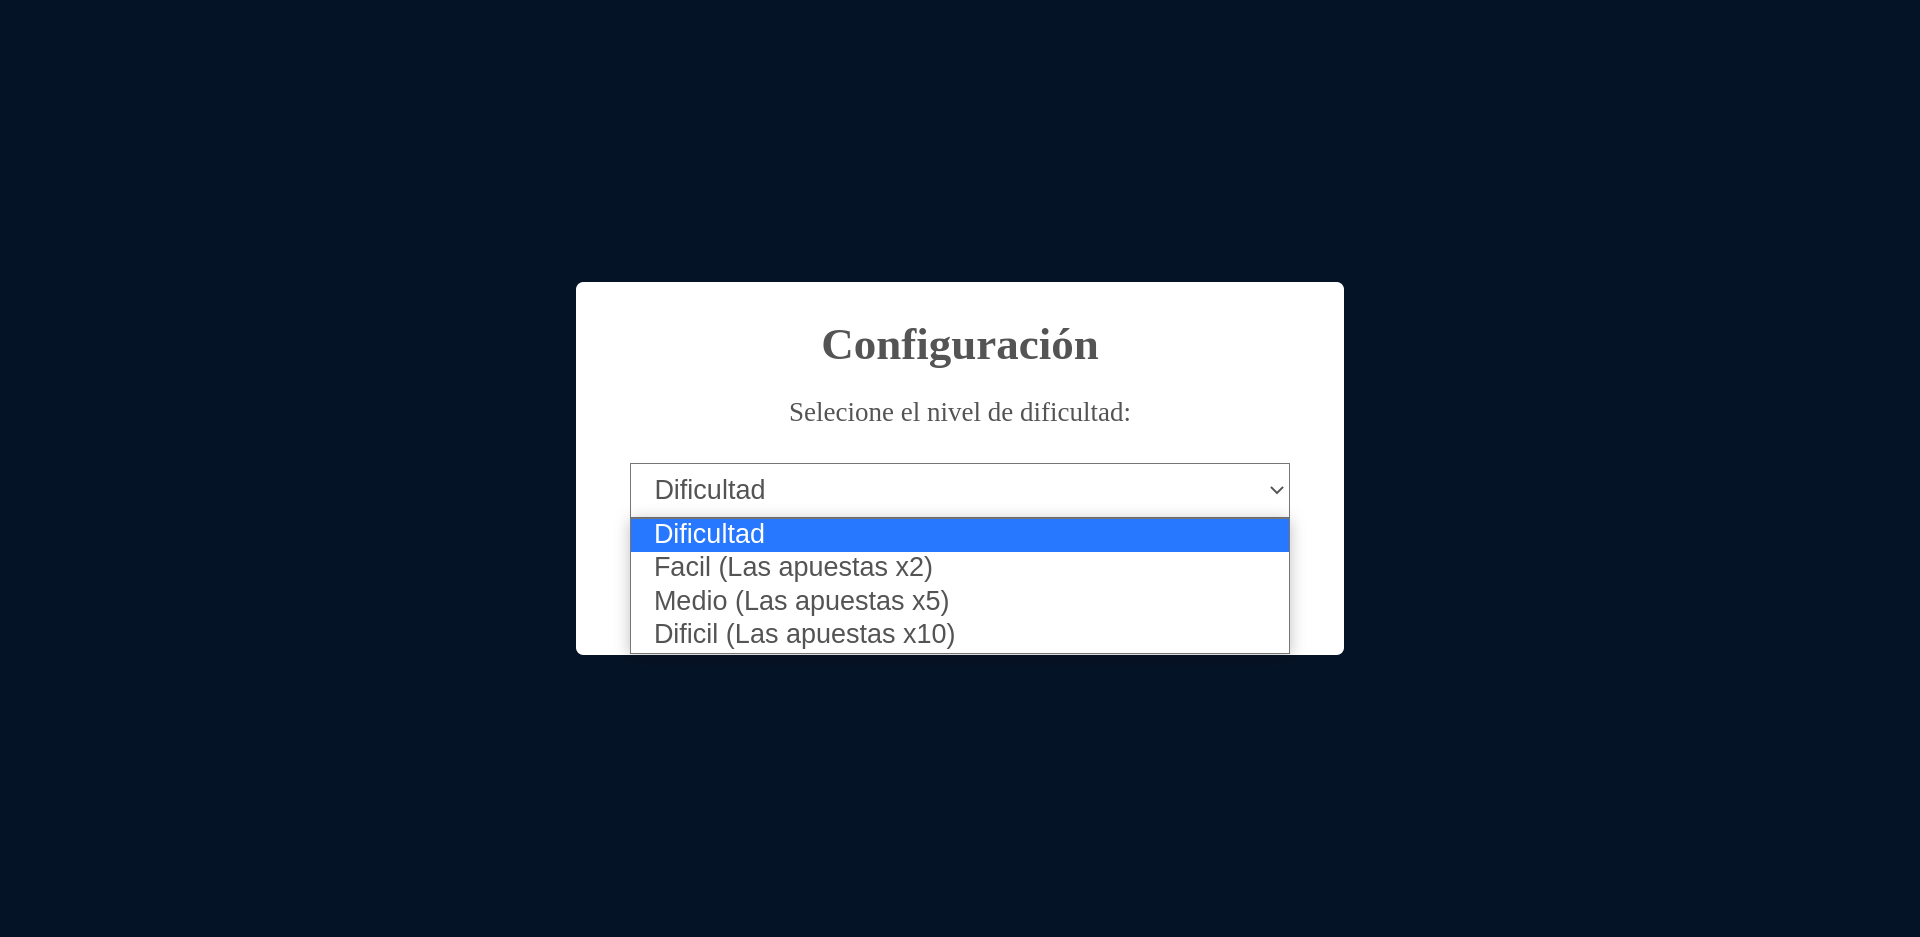 Configuración
Selecione el nivel de dificultad:
Dificultad
Dificultad
Facil (Las apuestas x2)
Medio (Las apuestas x5)
Dificil (Las apuestas x10)